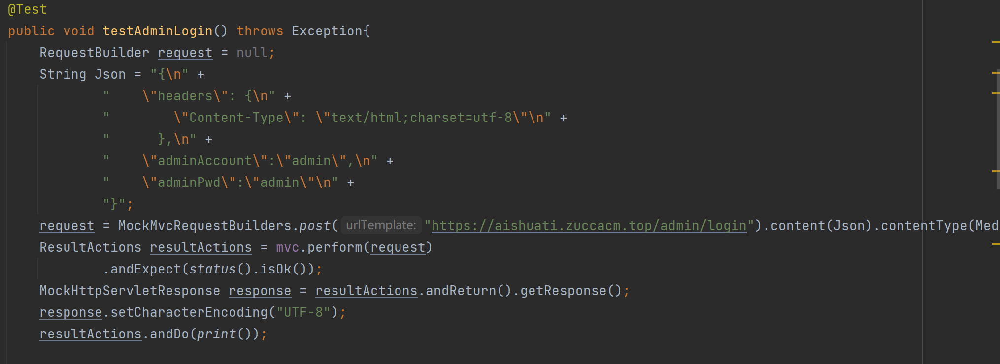 @Test
public void testAdminLogin() throws Exception{
RequestBuilder request = null;
String Json = "{\n" +
"    \"headers\": {\n" +
"        \"Content-Type\": \"text/html;charset=utf-8\"\n" +
"      },\n" +
"    \"adminAccount\":\"admin\",\n" +
"    \"adminPwd\":\"admin\"\n" +
"}";
request = MockMvcRequestBuilders.post( urlTemplate: "https://aishuati.zuccacm.top/admin/login").content(Json).contentType(Med
ResultActions resultActions = mvc.perform(request)
.andExpect(status().isOk());
MockHttpServletResponse response = resultActions.andReturn().getResponse();
response.setCharacterEncoding("UTF-8");
resultActions.andDo(print());